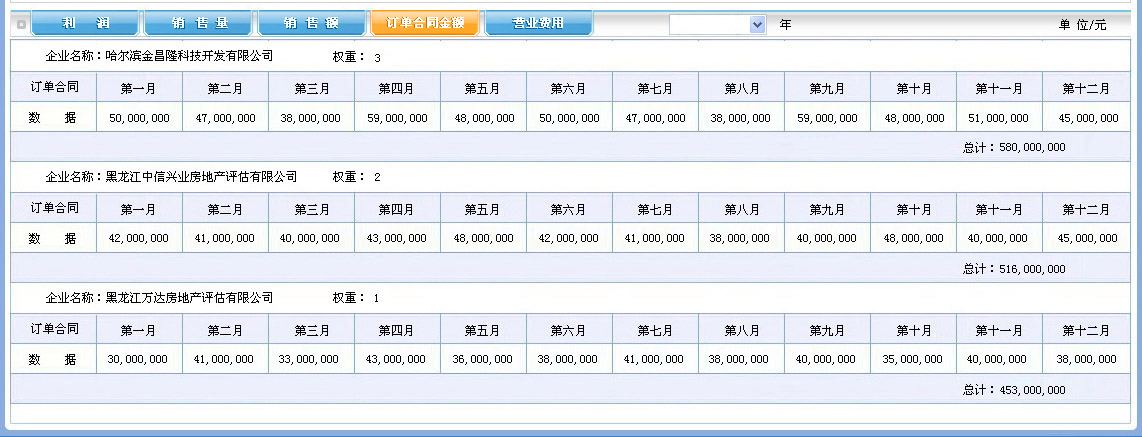 利 润 销 售 量 销 售 额 订单合同金额 营业费用 年 单 位/元
企业名称：哈尔滨金昌隆科技开发有限公司 权重： 3
订单合同 第一月 第二月 第三月 第四月 第五月 第六月 第七月 第八月 第九月 第十月 第十一月 第十二月
数 据 50,000,000 47,000,000 38,000,000 59,000,000 48,000,000 50,000,000 47,000,000 38,000,000 59,000,000 48,000,000 51,000,000 45,000,000
总计：580,000,000
企业名称：黑龙江中信兴业房地产评估有限公司 权重： 2
订单合同 第一月 第二月 第三月 第四月 第五月 第六月 第七月 第八月 第九月 第十月 第十一月 第十二月
数 据 42,000,000 41,000,000 40,000,000 43,000,000 48,000,000 42,000,000 41,000,000 38,000,000 40,000,000 48,000,000 40,000,000 45,000,000
总计：516,000,000
企业名称：黑龙江万达房地产评估有限公司 权重： 1
订单合同 第一月 第二月 第三月 第四月 第五月 第六月 第七月 第八月 第九月 第十月 第十一月 第十二月
数 据 30,000,000 41,000,000 33,000,000 43,000,000 36,000,000 38,000,000 41,000,000 38,000,000 40,000,000 35,000,000 40,000,000 38,000,000
总计：453,000,000